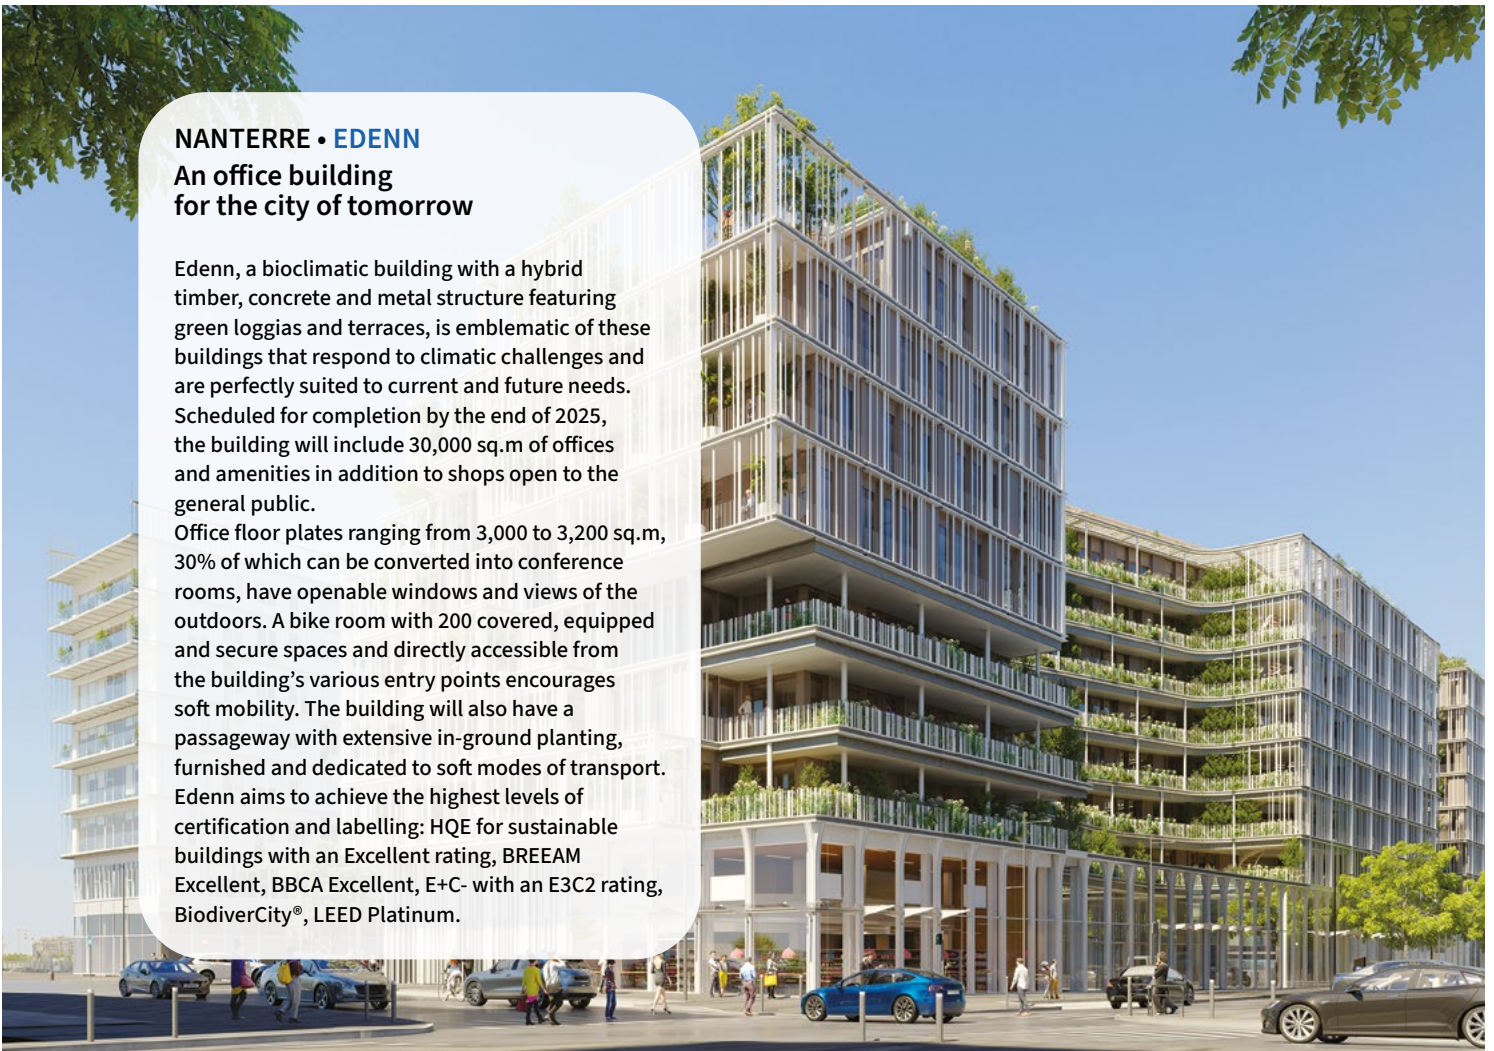 NANTERRE • EDENN
An office building
for the city of tomorrow
Edenn, a bioclimatic building with a hybrid
timber, concrete and metal structure featuring
green loggias and terraces, is emblematic of these
buildings that respond to climatic challenges and
are perfectly suited to current and future needs.
Scheduled for completion by the end of 2025,
the building will include 30,000 sq.m of offices
and amenities in addition to shops open to the
general public.
Office floor plates ranging from 3,000 to 3,200 sq.m,
30% of which can be converted into conference
rooms, have openable windows and views of the
outdoors. A bike room with 200 covered, equipped
and secure spaces and directly accessible from
the building’s various entry points encourages
soft mobility. The building will also have a
passageway with extensive in-ground planting,
furnished and dedicated to soft modes of transport.
Edenn aims to achieve the highest levels of
certification and labelling: HQE for sustainable
buildings with an Excellent rating, BREEAM
Excellent, BBCA Excellent, E+C- with an E3C2 rating,
BiodiverCity®, LEED Platinum.